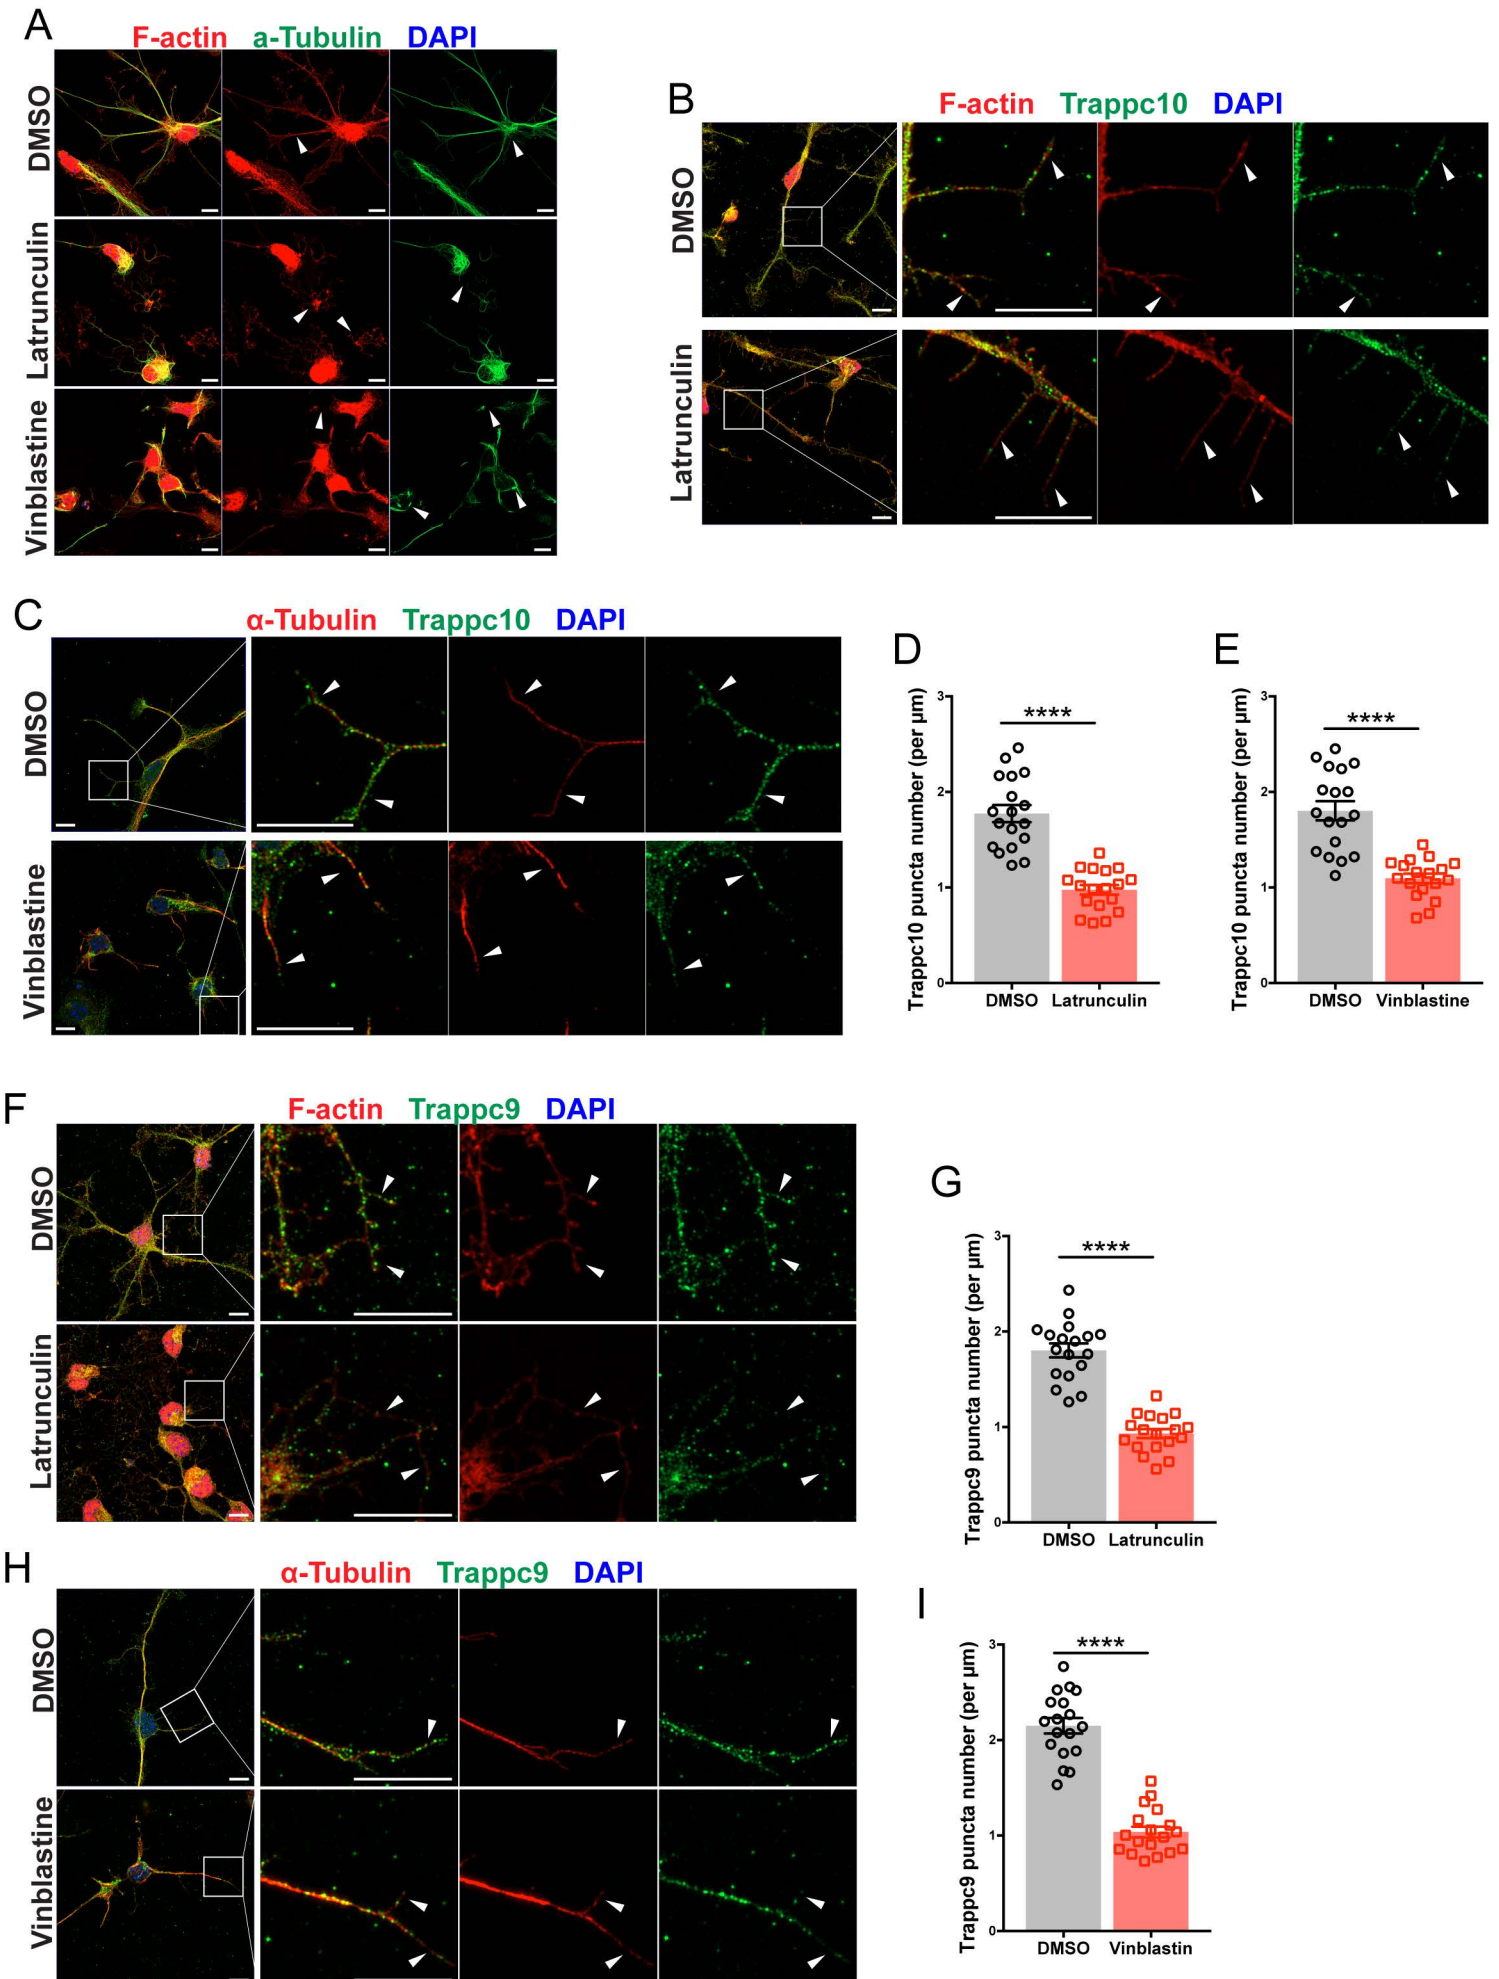 A
F-actin a-Tubulin DAPI
DMSO
Latrunculin
Vinblastine
B
F-actin Trappc10 DAPI
DMSO
Latrunculin
C
α-Tubulin Trappc10 DAPI
DMSO
Vinblastine
D
Trappc10 puncta number (per μm)
3
2
1
0
****
DMSO Latrunculin
E
Trappc10 puncta number (per μm)
3
2
1
0
****
DMSO Vinblastine
F
F-actin Trappc9 DAPI
DMSO
Latrunculin
G
Trappc9 puncta number (per μm)
3
2
1
0
****
DMSO Latrunculin
H
α-Tubulin Trappc9 DAPI
DMSO
Vinblastine
I
Trappc9 puncta number (per μm)
3
2
1
0
****
DMSO Vinblastin